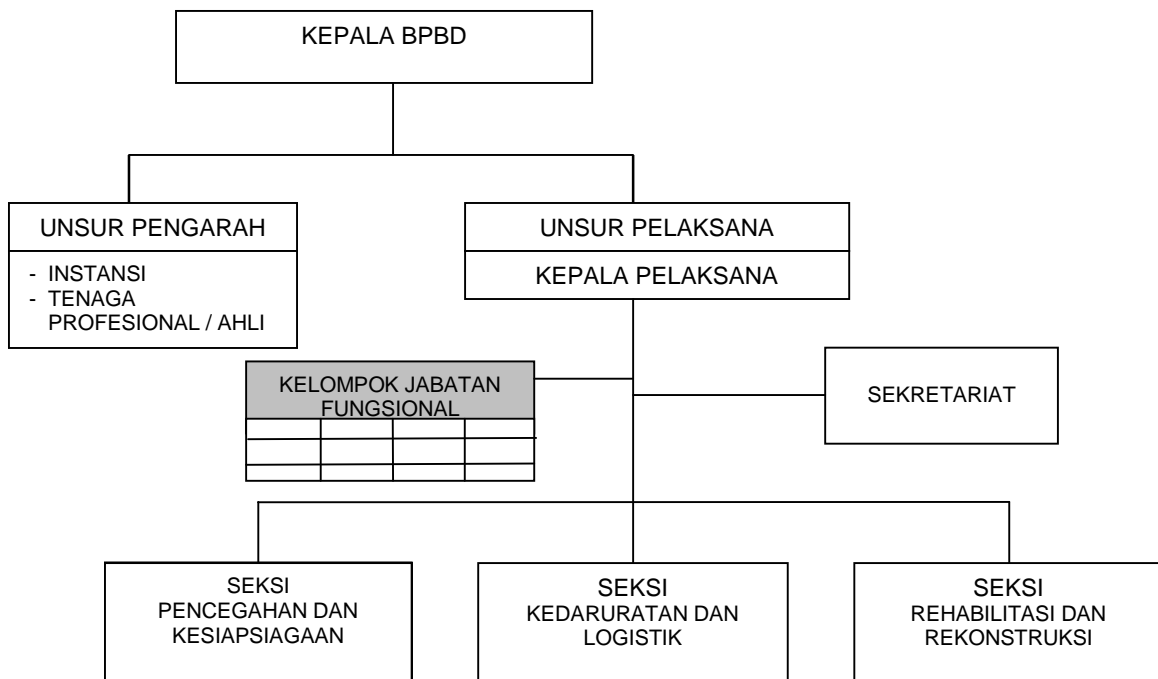 KEPALA BPBD
UNSUR PENGARAH
- INSTANSI
- TENAGA
PROFESIONAL / AHLI
UNSUR PELAKSANA
KEPALA PELAKSANA
KELOMPOK JABATAN
FUNGSIONAL
SEKRETARIAT
SEKSI
PENCEGAHAN DAN
KESIAPSIAGAAN
SEKSI
KEDARURATAN DAN
LOGISTIK
SEKSI
REHABILITASI DAN
REKONSTRUKSI